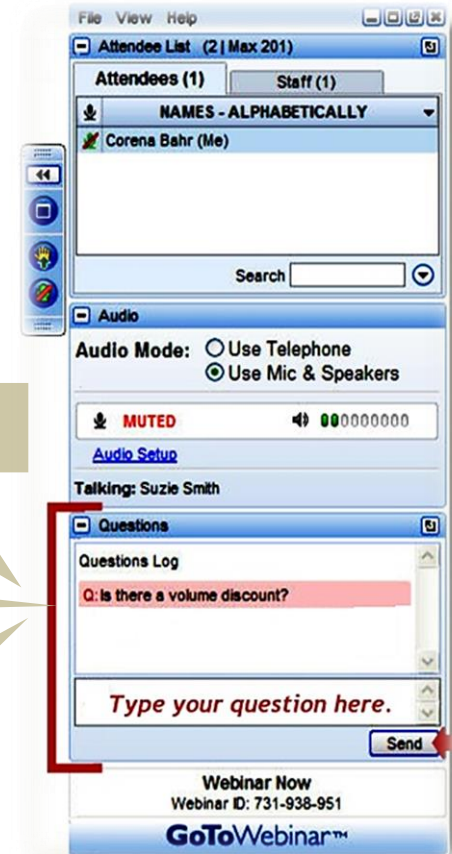 File View Help
Attendee List (2 | Max 201)
Attendees (1) Staff (1)
NAMES - ALPHABETICALLY
Corena Bahr (Me)
Search
Audio
Audio Mode: Use Telephone
Use Mic & Speakers
MUTED
Audio Setup
Talking: Suzie Smith
Questions
Questions Log
Q: Is there a volume discount?
Type your question here.
Send
Webinar Now
Webinar ID: 731-938-951
GoToWebinar™